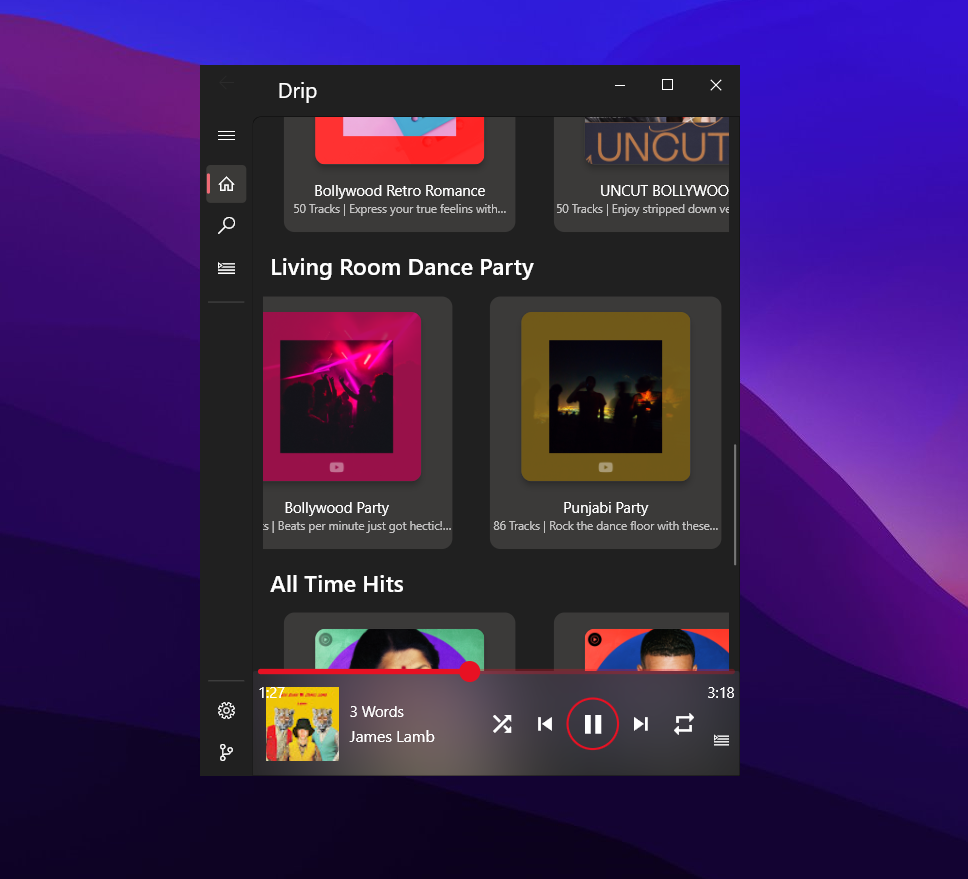 Drip
UNCUT
Bollywood Retro Romance
50 Tracks | Express your true feelins with...
UNCUT BOLLYWOO
50 Tracks | Enjoy stripped down ve
Living Room Dance Party
Bollywood Party
s | Beats per minute just got hectic!...
Punjabi Party
86 Tracks | Rock the dance floor with these...
All Time Hits
1:27
3:18
3 Words
James Lamb